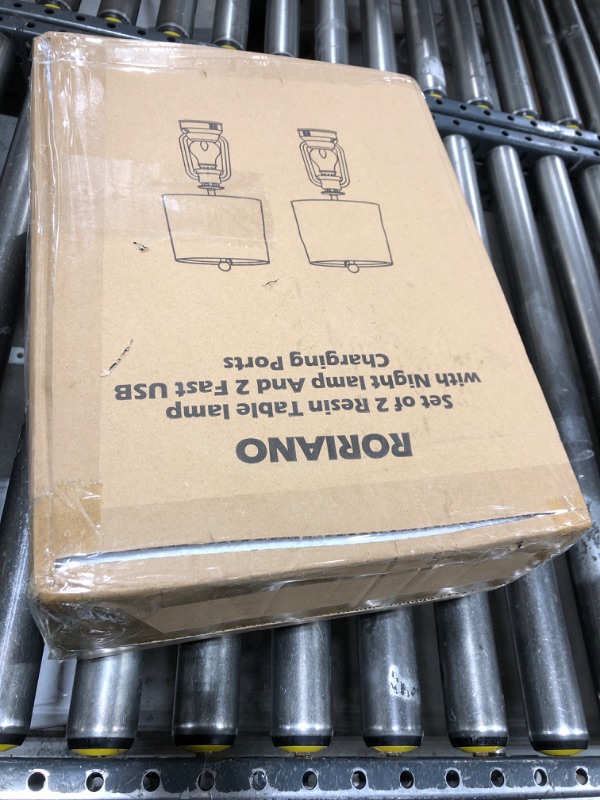 RORIANO
Set of 2 Resin Table lamp
with Night lamp And 2 Fast USB
Charging Ports